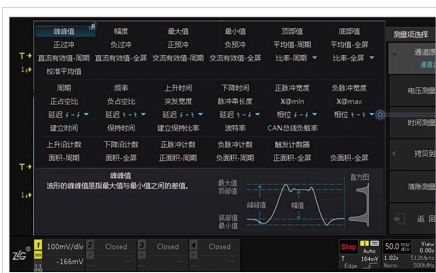 峰峰值 幅度 最大值 最小值 顶部值 底部值
正过冲 负过冲 正预冲 负预冲 平均值-周期 平均值-全屏
直流有效值-周期 直流有效值-全屏 交流有效值-周期 交流有效值-全屏 比率-周期 比率-全屏
校准平均值
周期 频率 上升时间 下降时间 正脉冲宽度 负脉冲宽度
正占空比 负占空比 突发宽度 脉冲串长度 X@min X@max
延迟 延迟 延迟 延迟 相位 相位
建立时间 保持时间 建立保持比率 波特率 CAN总线负载率
上升沿计数 下降沿计数 正脉冲计数 负脉冲计数 触发计数器
面积-周期 面积-全屏 正面积-周期 负面积-周期 正面积-全屏 负面积-全屏
峰峰值
波形的峰峰值是指最大值与最小值之间的差值。
最大值
顶部值
峰峰值
幅值
底部值
最小值
直方图
测量项选择
通道源
通道1
电压测量
时间测量
拷贝别
清除测量
返回
1 100mV/div 2 Closed 3 Closed 4 Closed
-166mV
Stop Auto 50.0 View
T 164mV 1.02x 512M
Edge Norm 500M